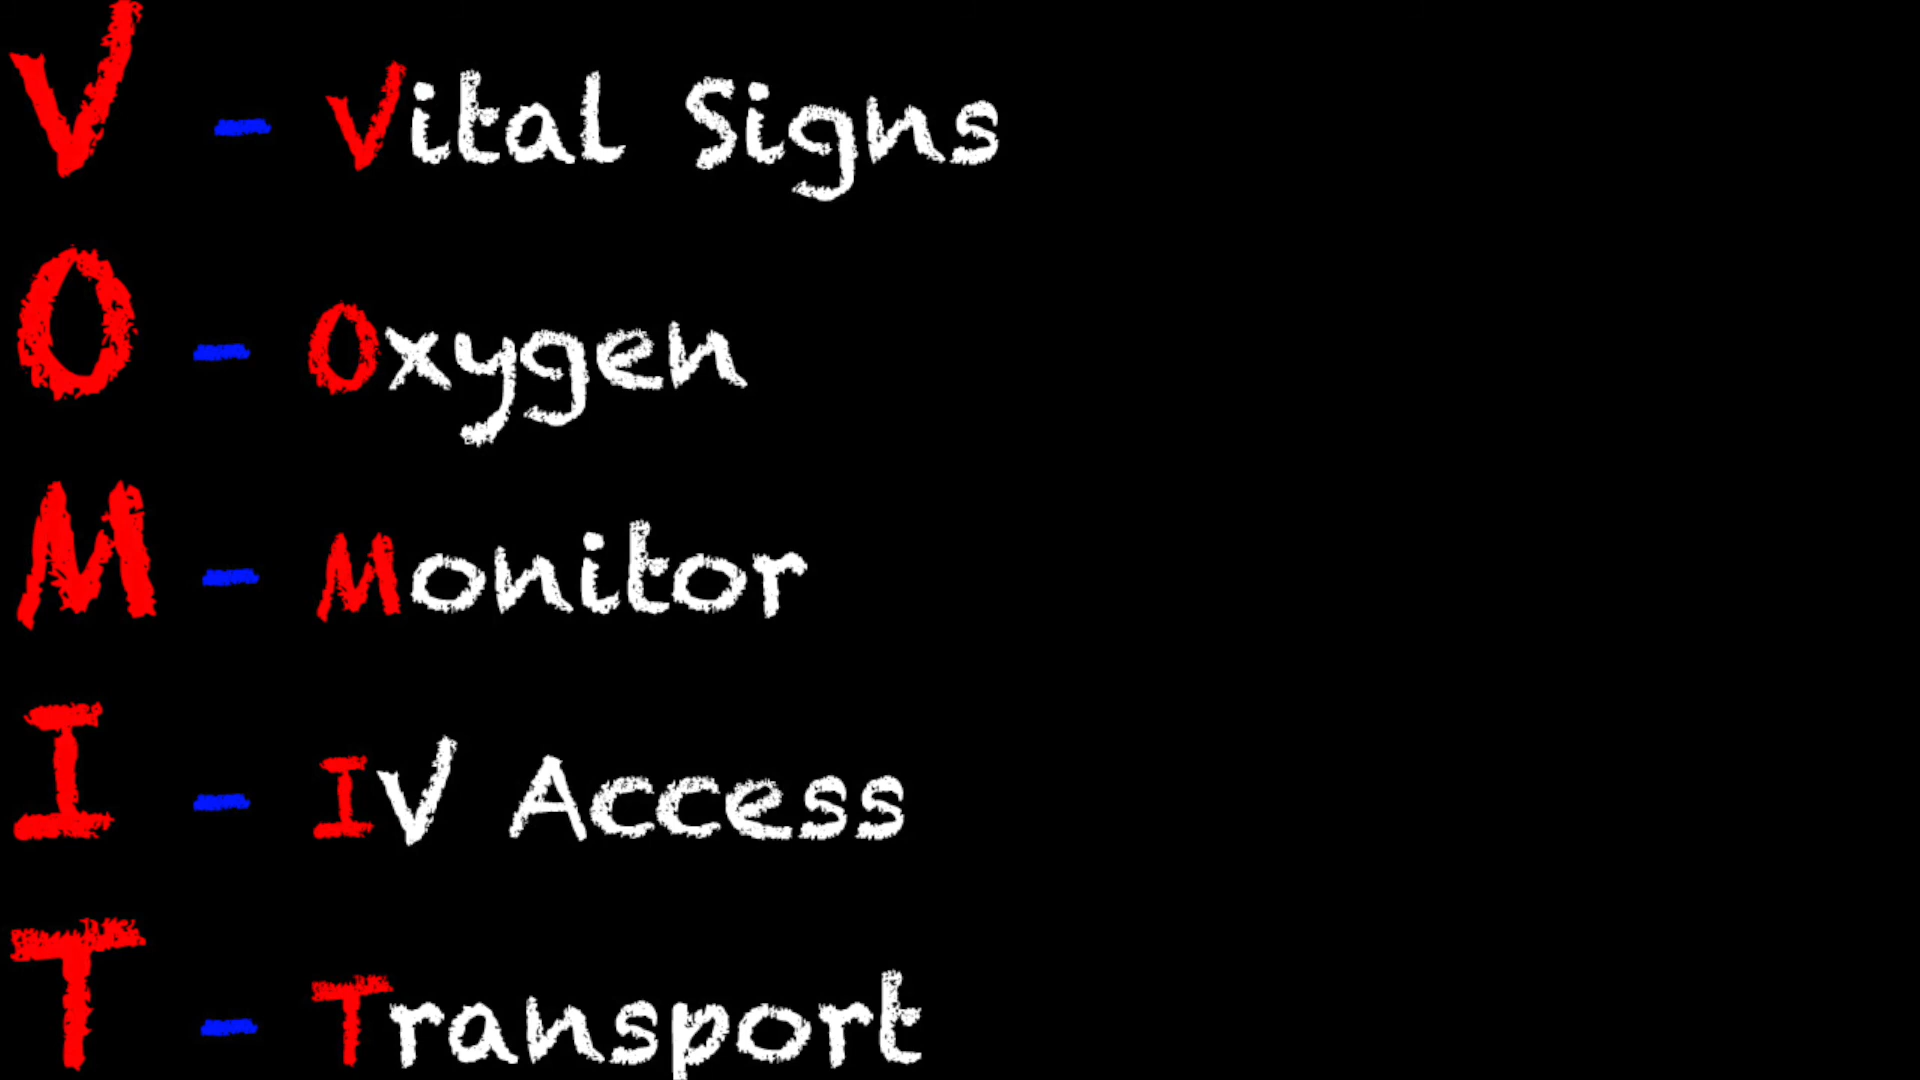 V - Vital Signs
O - Oxygen
M - Monitor
I - IV Access
T - Transport